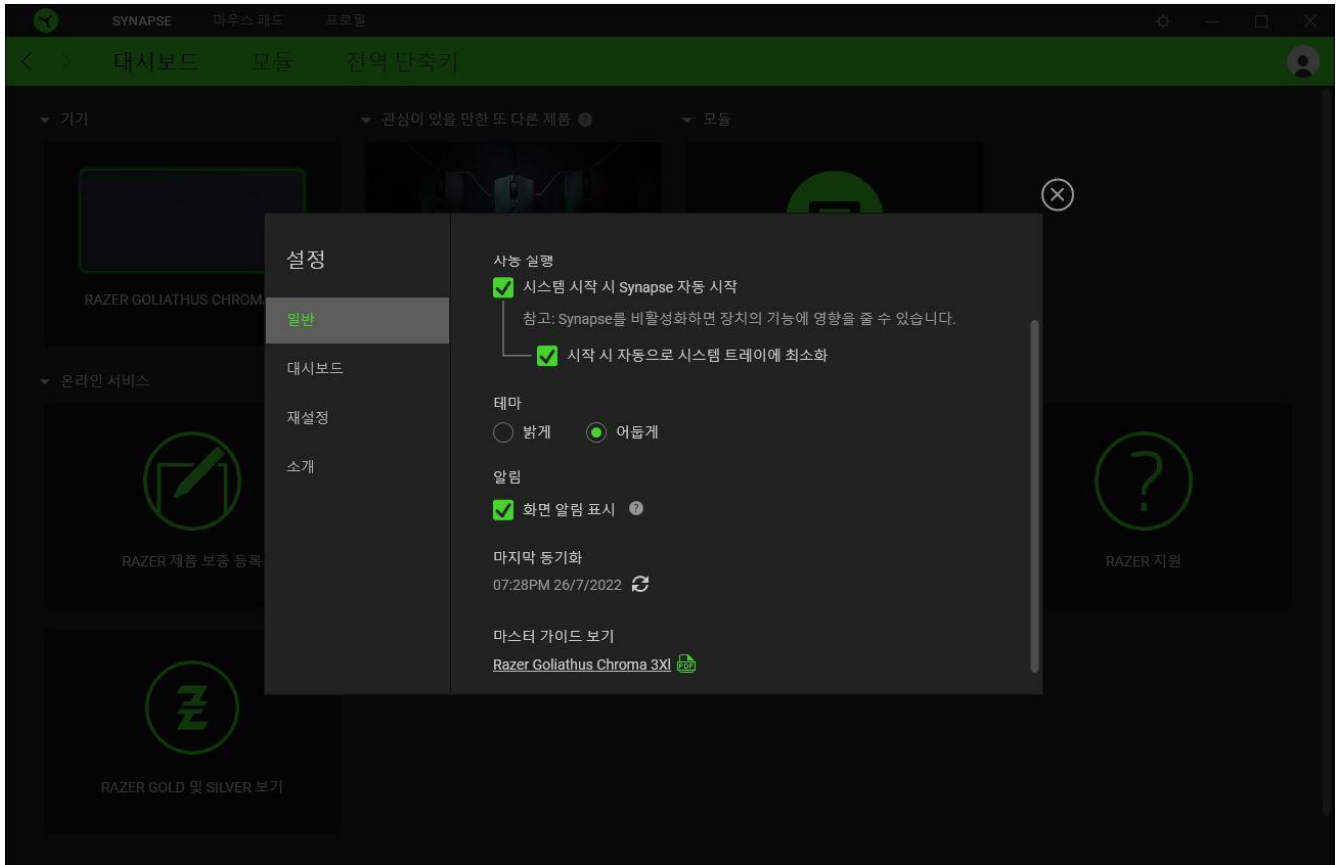 SYNAPSE 마우스 패드 프로필
대시보드 모듈 전역 단축키
기기 관심이 있을 만한 또 다른 제품 모듈
RAZER GOLIATHUS CHROM
온라인 서비스
RAZER 제품 보증 등록
RAZER 지원
RAZER GOLD 및 SILVER 보기
설정
일반
대시보드
재설정
소개
실행
시스템 시작 시 Synapse 자동 시작
참고: Synapse를 비활성화하면 장치의 기능에 영향을 줄 수 있습니다.
시작 시 자동으로 시스템 트레이에 최소화
테마
밝게 어둡게
알림
화면 알림 표시 ?
마지막 동기화
07:28PM 26/7/2022
마스터 가이드 보기
Razer Goliathus Chroma 3Xl PDF